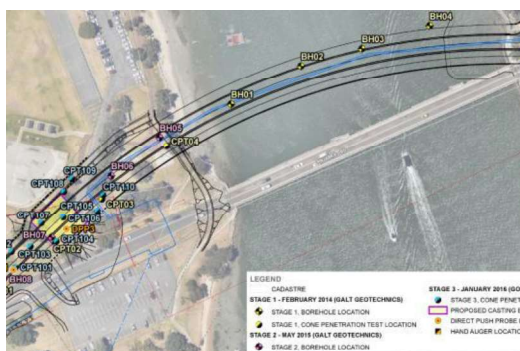 BH04
BH03
BH02
BH01
BH05
CPT04
BH06
CPT109
CPT108
CPT110
CPT03
CPT105
CPT107
CPT106
DPP3
BH07
CPT104
CPT02
CPT103
CPT101
BH08
LEGEND
CADASTRE
STAGE 1 - FEBRUARY 2014 (GALT GEOTECHNICS)
STAGE 1, BOREHOLE LOCATION
STAGE 1, CONE PENETRATION TEST LOCATION
STAGE 2 - MAY 2015 (GALT GEOTECHNICS)
STAGE 2, BOREHOLE LOCATION
STAGE 3 - JANUARY 2016 (GO
STAGE 3, CONE PENET
PROPOSED CASTING
DIRECT PUSH PROBE
HAND AUGER LOCATIO